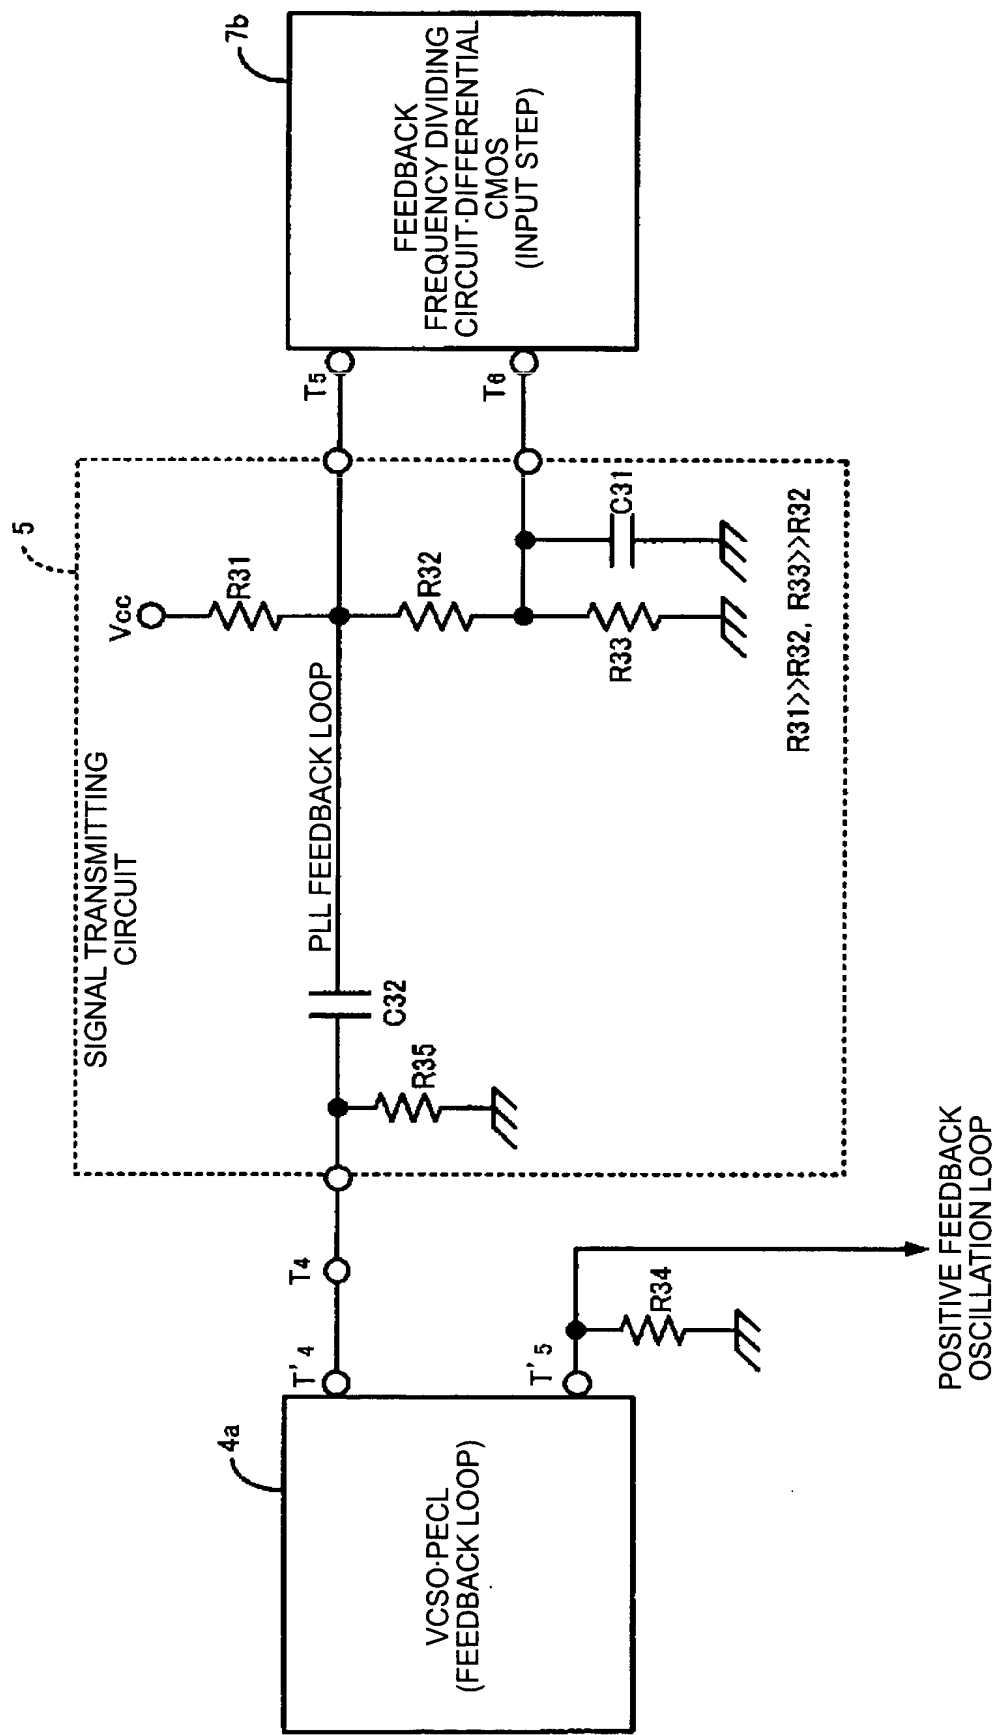 4a
VCSO·PECL
(FEEDBACK LOOP)
T'4
T'5
T4
R34
POSITIVE FEEDBACK
OSCILLATION LOOP
5
SIGNAL TRANSMITTING
CIRCUIT
R35
C32
PLL FEEDBACK LOOP
Vcc
R31
R32
R33
C31
R31>>R32, R33>>R32
T5
T6
7b
FEEDBACK
FREQUENCY DIVIDING
CIRCUIT·DIFFERENTIAL
CMOS
(INPUT STEP)